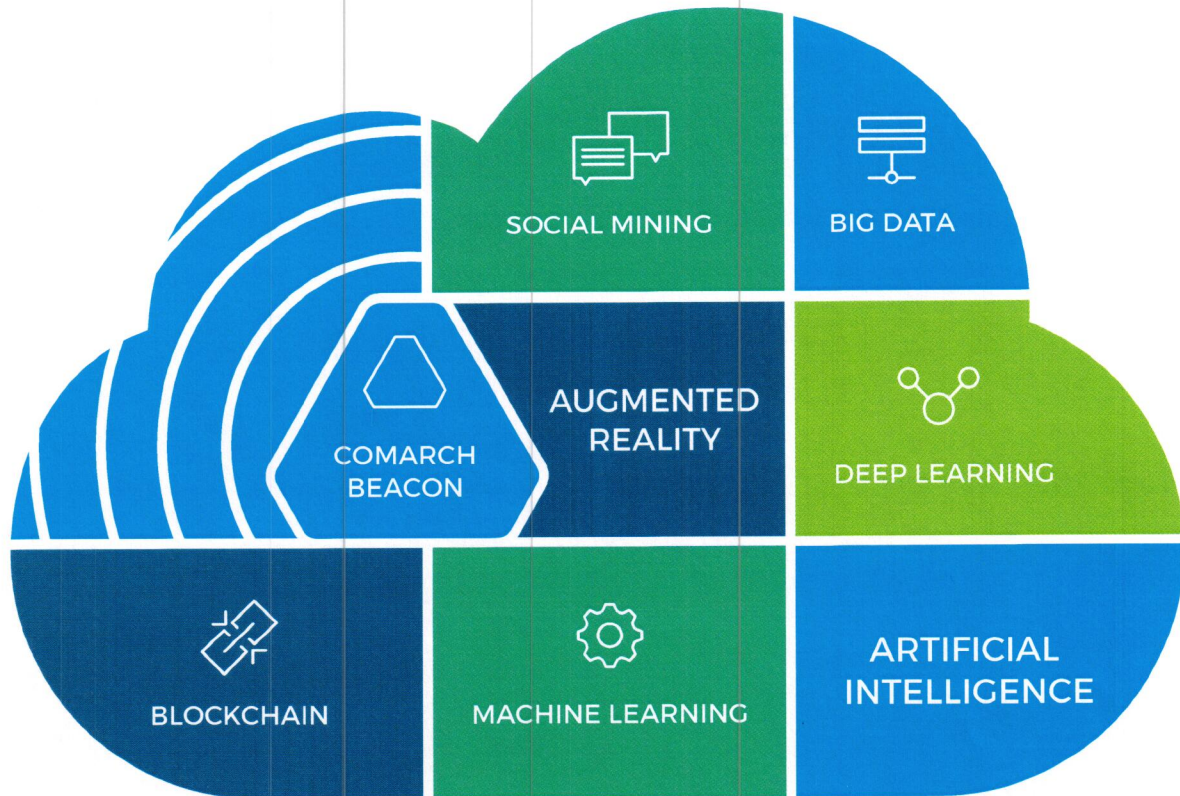 SOCIAL MINING
BIG DATA
COMARCH
BEACON
AUGMENTED
REALITY
DEEP LEARNING
BLOCKCHAIN
MACHINE LEARNING
ARTIFICIAL
INTELLIGENCE